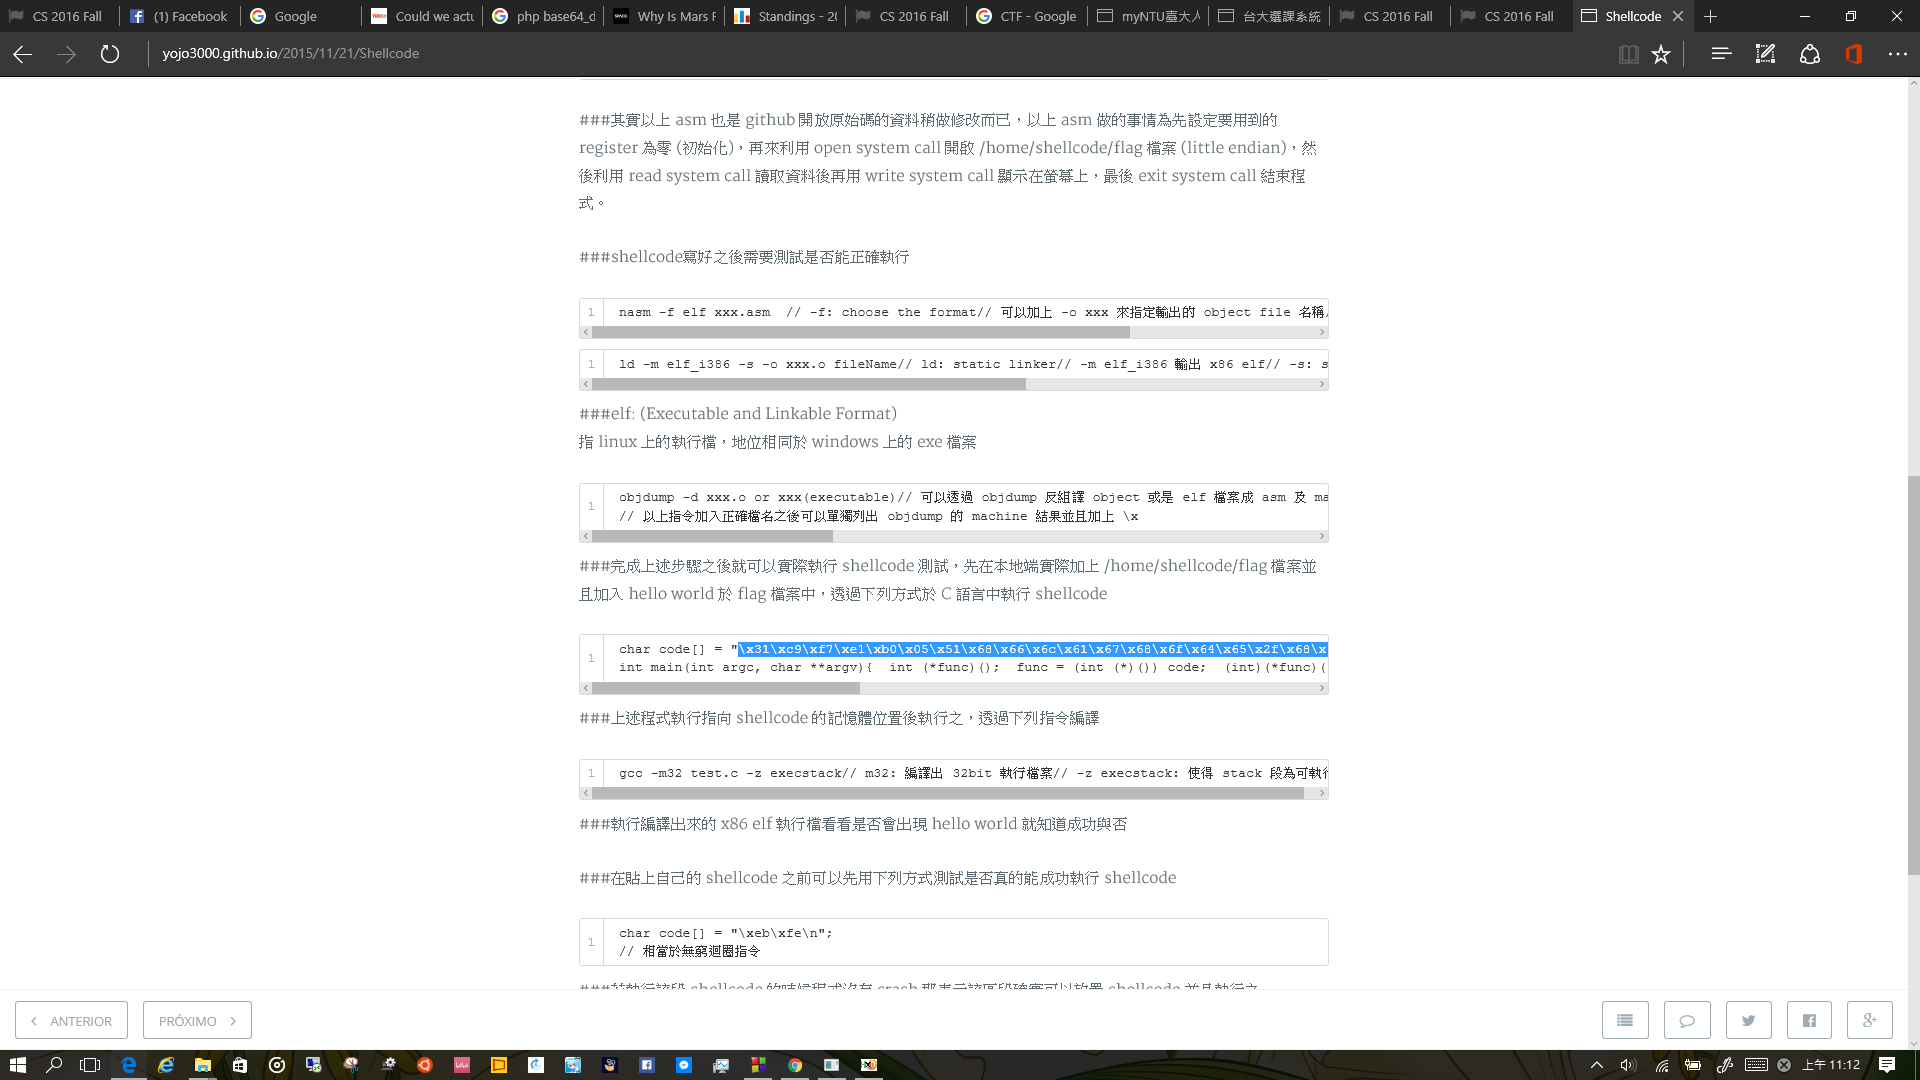 CS 2016 Fall
(1) Facebook
Google
Could we actu
php base64_d
Why Is Mars F
Standings - 20
CS 2016 Fall
CTF - Google
myNTU臺大人
台大選課系統
CS 2016 Fall
CS 2016 Fall
Shellcode
yojo3000.github.io/2015/11/21/Shellcode
###其實以上 asm 也是 github 開放原始碼的資料稍做修改而已，以上 asm 做的事情為先設定要用到的
register 為零 (初始化)，再來利用 open system call 開啟 /home/shellcode/flag 檔案 (little endian)，然
後利用 read system call 讀取資料後再用 write system call 顯示在螢幕上，最後 exit system call 結束程
式。
###shellcode寫好之後需要測試是否能正確執行
1 nasm -f elf xxx.asm  // -f: choose the format// 可以加上 -o xxx 來指定輸出的 object file 名稱
1 ld -m elf_i386 -s -o xxx.o fileName// ld: static linker// -m elf_i386 輸出 x86 elf// -s: s
###elf: (Executable and Linkable Format)
指 linux 上的執行檔，地位相同於 windows 上的 exe 檔案
1 objdump -d xxx.o or xxx(executable)// 可以透過 objdump 反組譯 object 或是 elf 檔案成 asm 及 ma
// 以上指令加入正確檔名之後可以單獨列出 objdump 的 machine 結果並且加上 \x
###完成上述步驟之後就可以實際執行 shellcode 測試，先在本地端實際加上 /home/shellcode/flag 檔案並
且加入 hello world 於 flag 檔案中，透過下列方式於 C 語言中執行 shellcode
1 char code[] = "\x31\xc9\xf7\xe1\xb0\x05\x51\x68\x66\x6c\x61\x67\x68\x6f\x64\x65\x2f\x68\x
int main(int argc, char **argv){  int (*func)();  func = (int (*)()) code;  (int)(*func)(
###上述程式執行指向 shellcode 的記憶體位置後執行之，透過下列指令編譯
1 gcc -m32 test.c -z execstack// m32: 編譯出 32bit 執行檔案// -z execstack: 使得 stack 段為可執行
###執行編譯出來的 x86 elf 執行檔看看是否會出現 hello world 就知道成功與否
###在貼上自己的 shellcode 之前可以先用下列方式測試是否真的能成功執行 shellcode
1 char code[] = "\xeb\xfe\n";
// 相當於無窮迴圈指令
ANTERIOR
PRÓXIMO
上午 11:12